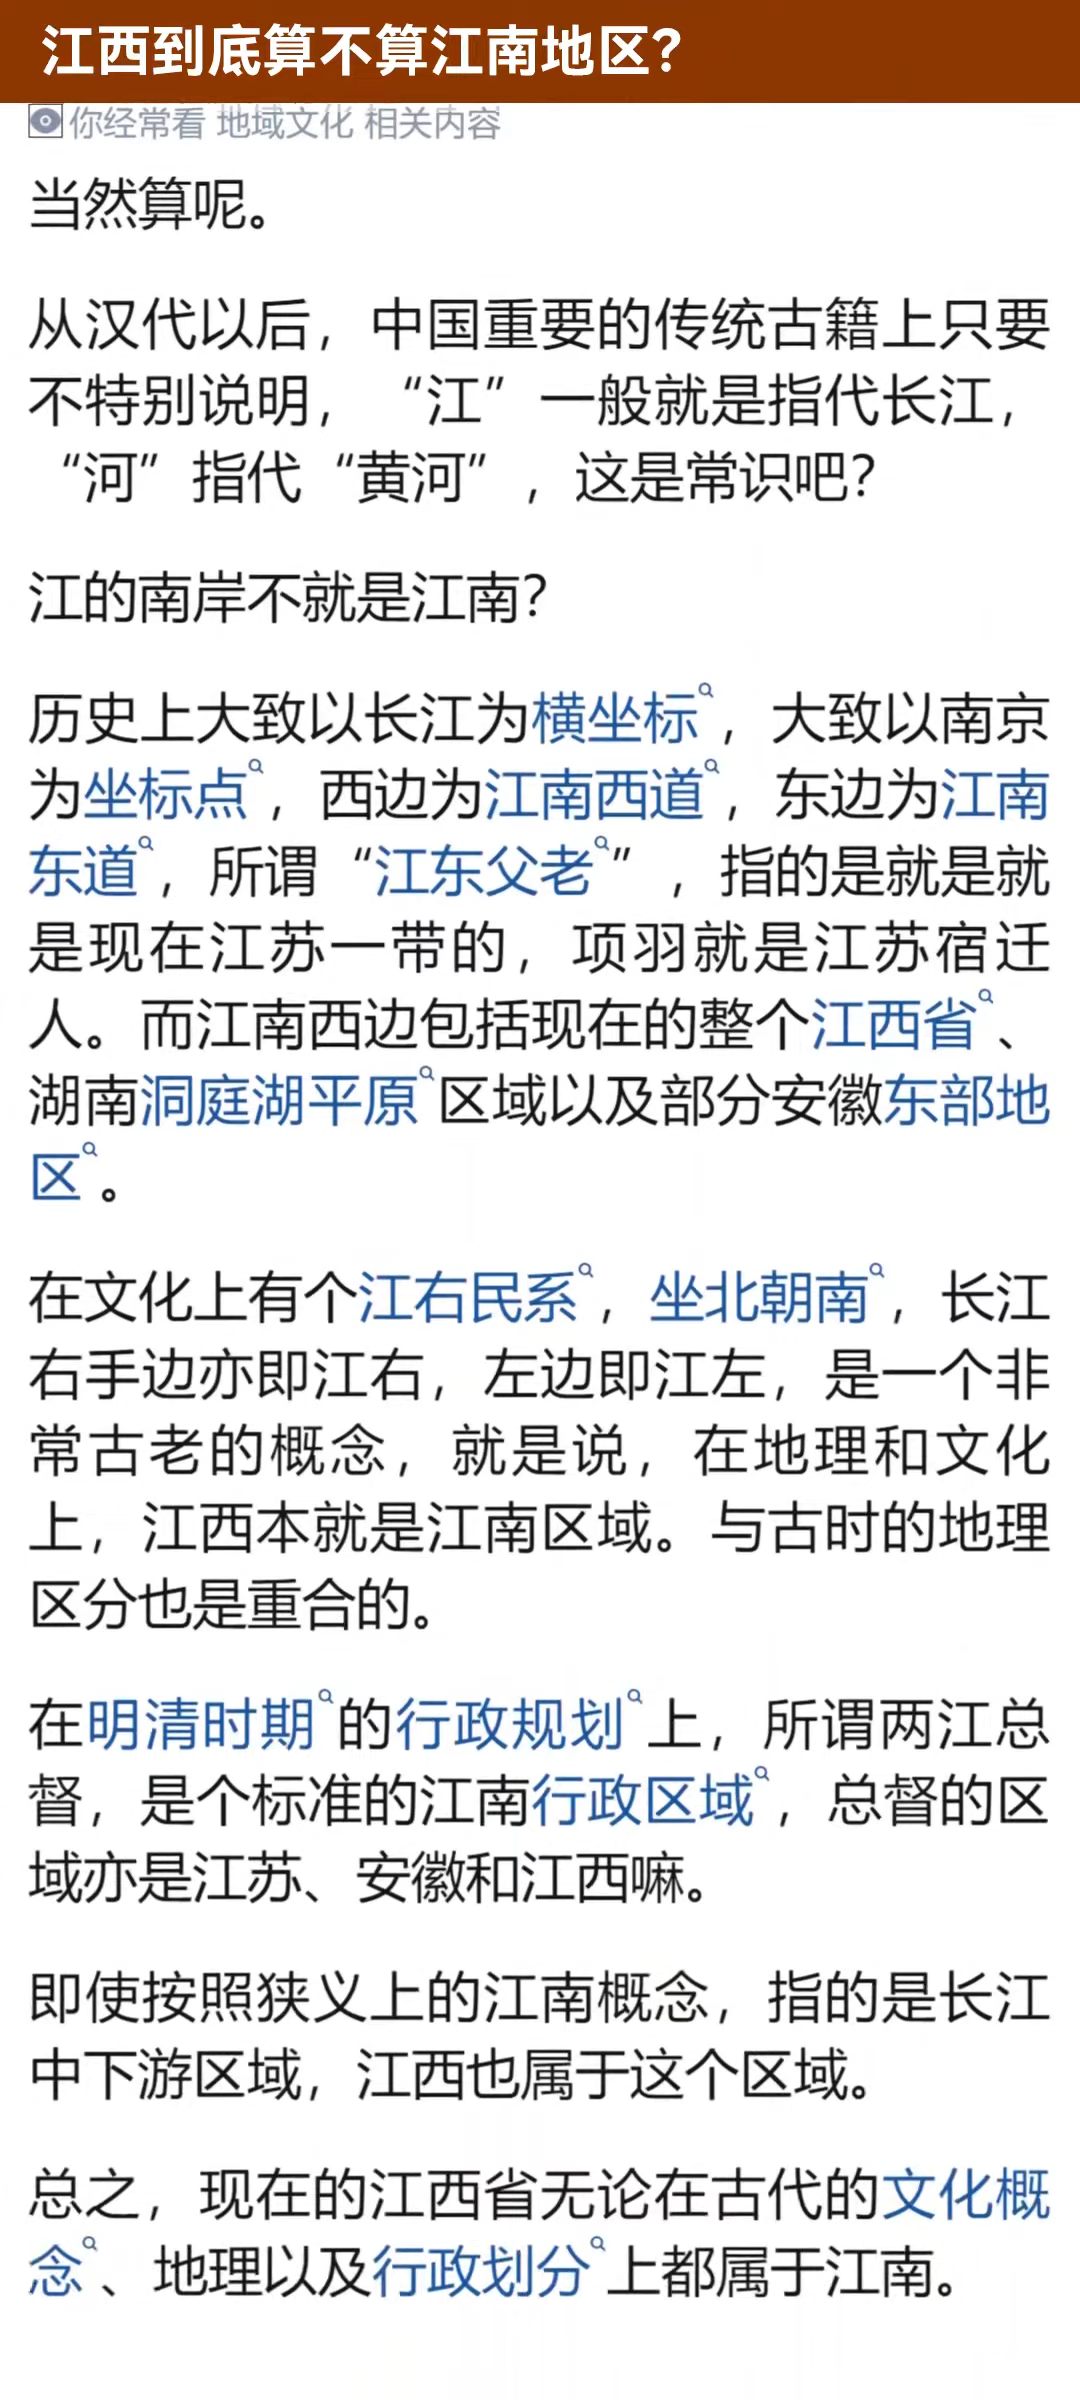 江西到底算不算江南地区？
你经常看 地域文化 相关内容
当然算呢。
从汉代以后，中国重要的传统古籍上只要
不特别说明，“江”一般就是指代长江，
“河”指代“黄河”，这是常识吧？
江的南岸不就是江南？
历史上大致以长江为横坐标，大致以南京
为坐标点，西边为江南西道，东边为江南
东道，所谓“江东父老”，指的是就是就
是现在江苏一带的，项羽就是江苏宿迁
人。而江南西边包括现在的整个江西省、
湖南洞庭湖平原区域以及部分安徽东部地
区。
在文化上有个江右民系，坐北朝南，长江
右手边亦即江右，左边即江左，是一个非
常古老的概念，就是说，在地理和文化
上，江西本就是江南区域。与古时的地理
区分也是重合的。
在明清时期的行政规划上，所谓两江总
督，是个标准的江南行政区域，总督的区
域亦是江苏、安徽和江西嘛。
即使按照狭义上的江南概念，指的是长江
中下游区域，江西也属于这个区域。
总之，现在的江西省无论在古代的文化概
念、地理以及行政划分上都属于江南。